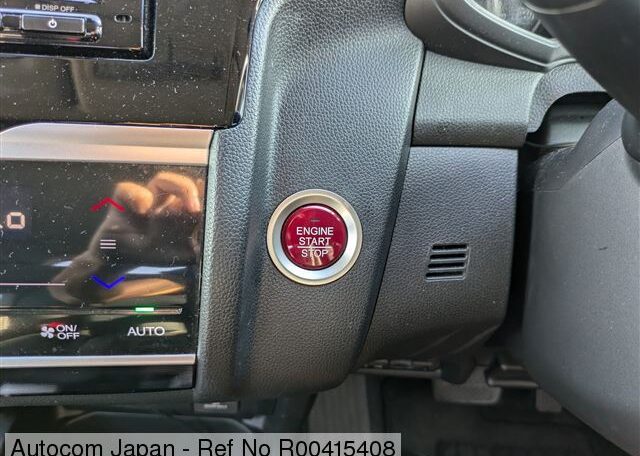 DISP OFF
ENGINE
START
STOP
ON/
OFF
AUTO
Autocom Japan - Ref No R00415408